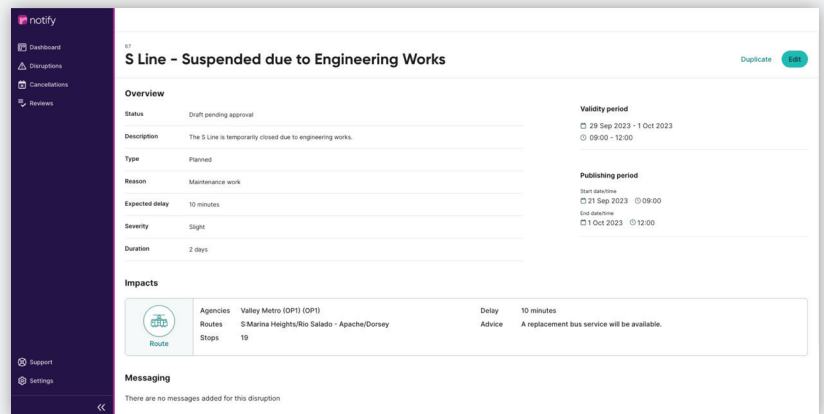 notify
Dashboard
Disruptions
Cancellations
Reviews
Support
Settings
S Line - Suspended due to Engineering Works
Duplicate
Edit
Overview
Status Draft pending approval
Description The S Line is temporarily closed due to engineering works.
Type Planned
Reason Maintenance work
Expected delay 10 minutes
Severity Slight
Duration 2 days
Validity period
29 Sep 2023 - 1 Oct 2023
09:00 - 12:00
Publishing period
Start date/time
21 Sep 2023 09:00
End date/time
1 Oct 2023 12:00
Impacts
Route
Agencies Valley Metro (OP1) (OP1)
Routes S:Marina Heights/Rio Salado - Apache/Dorsey
Stops 19
Delay 10 minutes
Advice A replacement bus service will be available.
Messaging
There are no messages added for this disruption